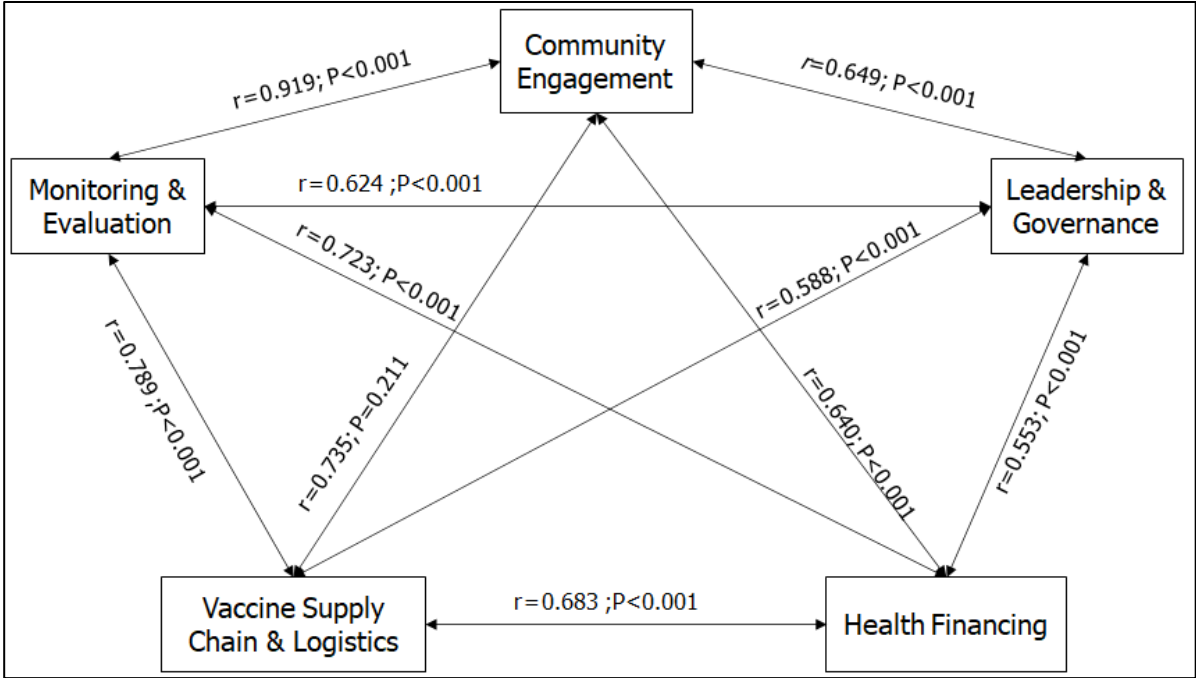 Community
Engagement
r=0.919; P<0.001
r=0.649; P<0.001
Monitoring &
Evaluation
r=0.624 ;P<0.001
Leadership &
Governance
r=0.723; P<0.001
r=0.588; P<0.001
r=0.789 ;P<0.001
r=0.735; P=0.211
r=0.640; P<0.001
r=0.553; P<0.001
Vaccine Supply
Chain & Logistics
r=0.683 ;P<0.001
Health Financing